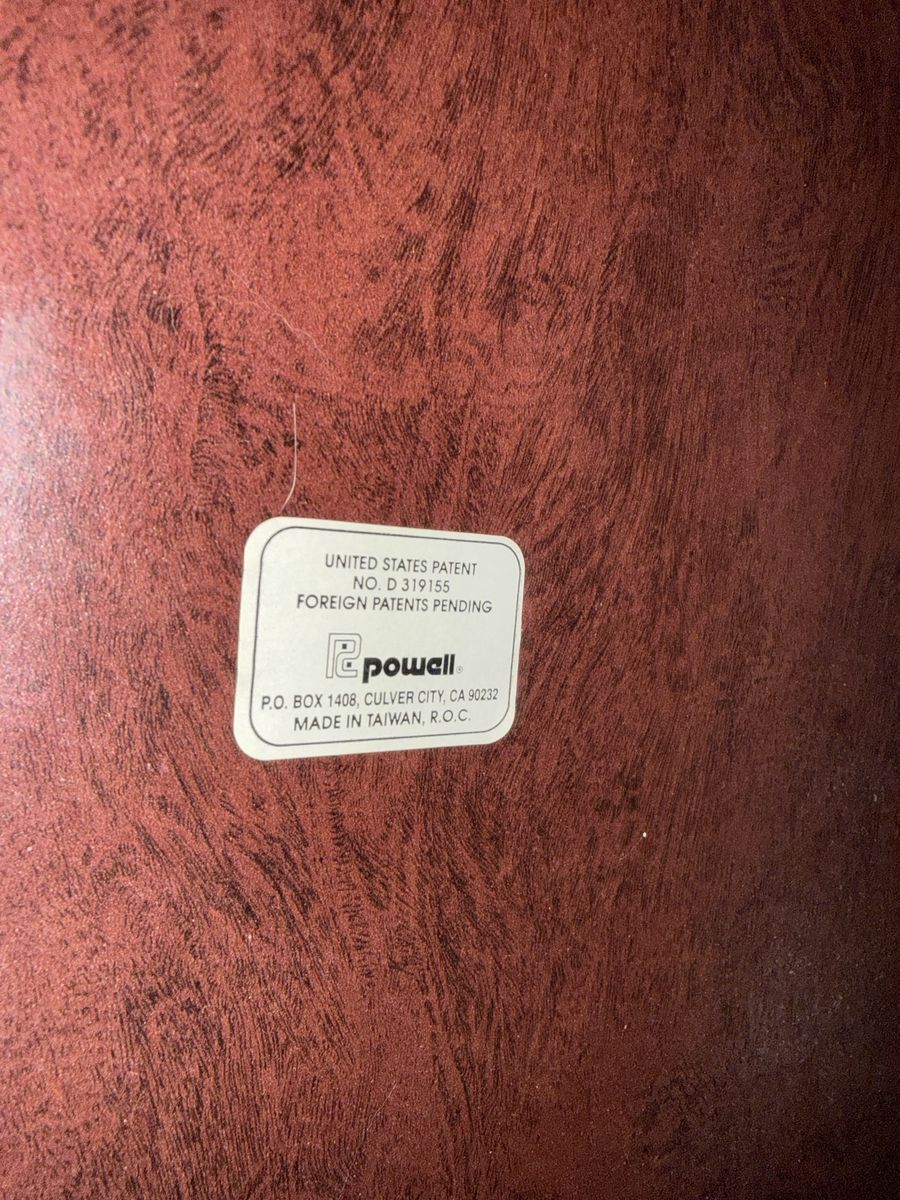 UNITED STATES PATENT
NO. D 319155
FOREIGN PATENTS PENDING
powell®
P.O. BOX 1408, CULVER CITY, CA 90232
MADE IN TAIWAN, R.O.C.